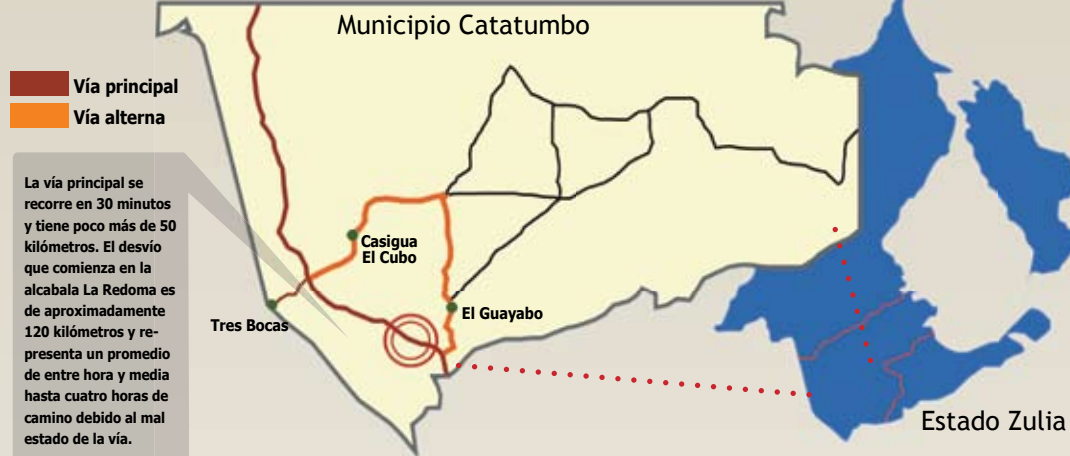 Municipio Catatumbo
Vía principal
Vía alterna
La vía principal se
recorre en 30 minutos
y tiene poco más de 50
kilómetros. El desvío
que comienza en la
alcabala La Redoma es
de aproximadamente
120 kilómetros y re-
presenta un promedio
de entre hora y media
hasta cuatro horas de
camino debido al mal
estado de la vía.
Casigua
El Cubo
Tres Bocas
El Guayabo
Estado Zulia